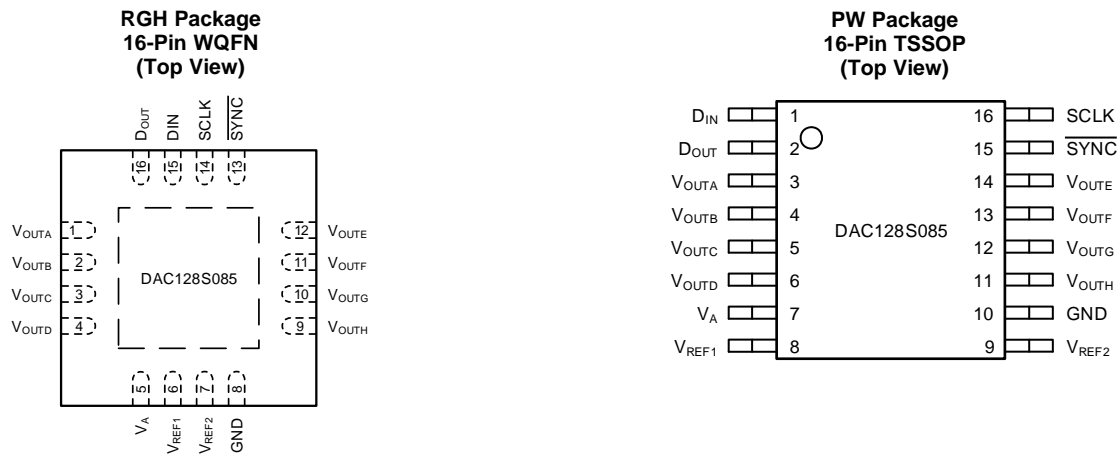 RGH Package
16-Pin WQFN
(Top View)
DOUT
DIN
SCLK
SYNC
16
15
14
13
VOUTA 1
VOUTB 2
VOUTC 3
VOUTD 4
12 VOUTE
11 VOUTF
10 VOUTG
9 VOUTH
DAC128S085
5
6
7
8
VA
VREF1
VREF2
GND
PW Package
16-Pin TSSOP
(Top View)
DIN 1
DOUT 2
VOUTA 3
VOUTB 4
VOUTC 5
VOUTD 6
VA 7
VREF1 8
DAC128S085
16 SCLK
15 SYNC
14 VOUTE
13 VOUTF
12 VOUTG
11 VOUTH
10 GND
9 VREF2